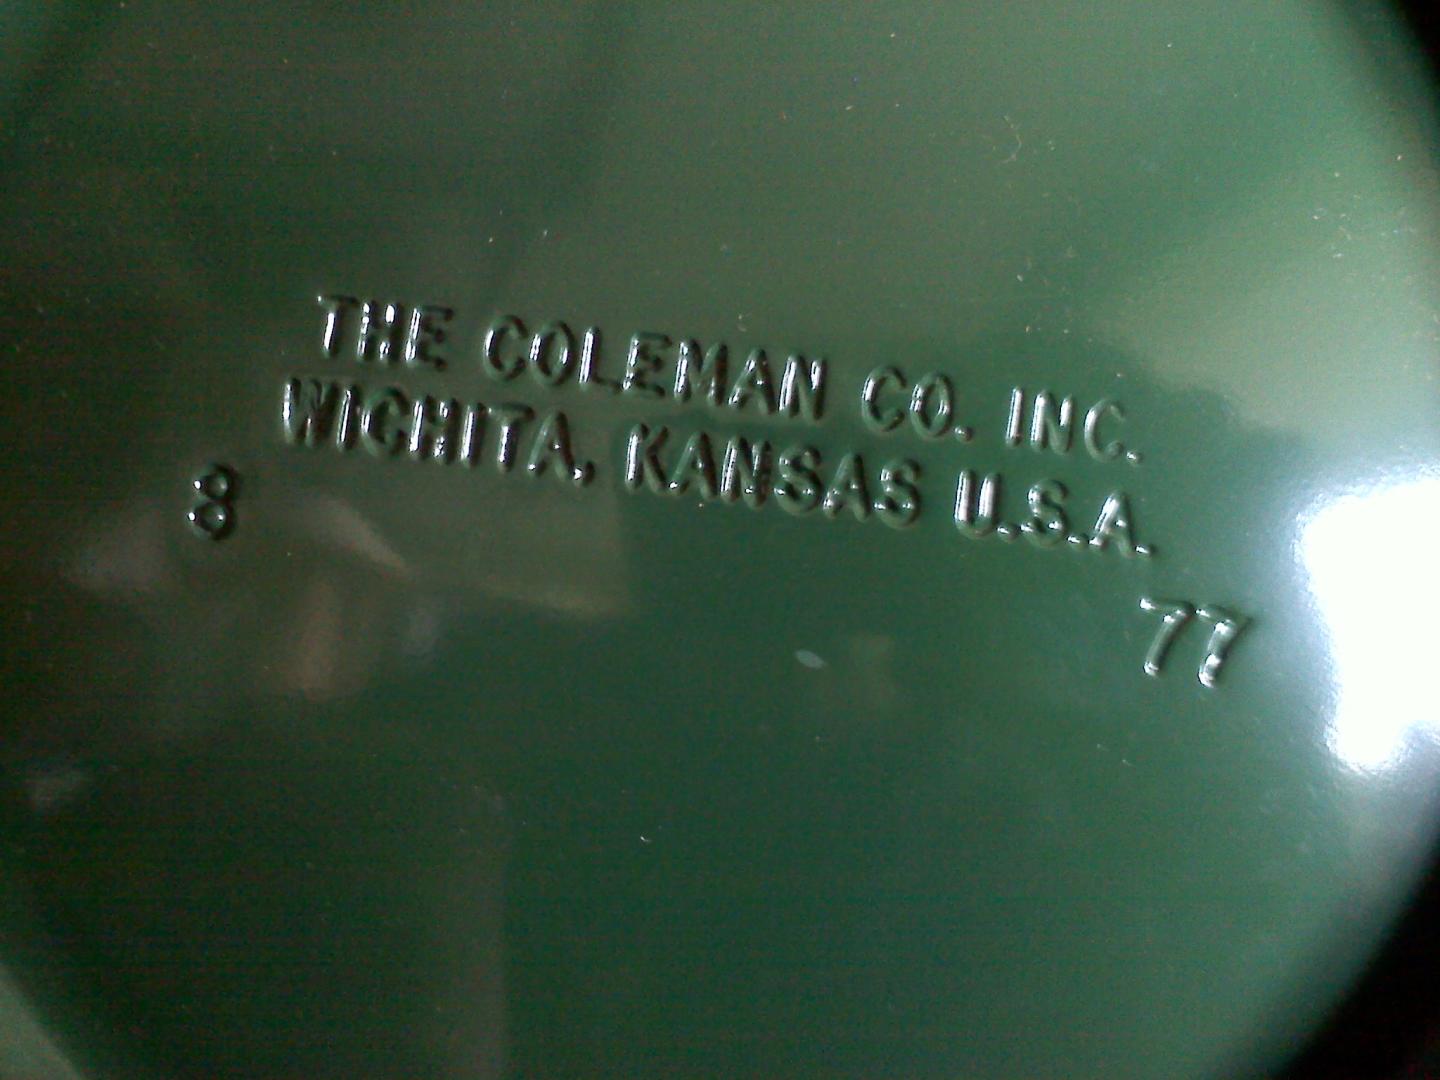 THE COLEMAN CO. INC.
WICHITA, KANSAS U.S.A.
8
77